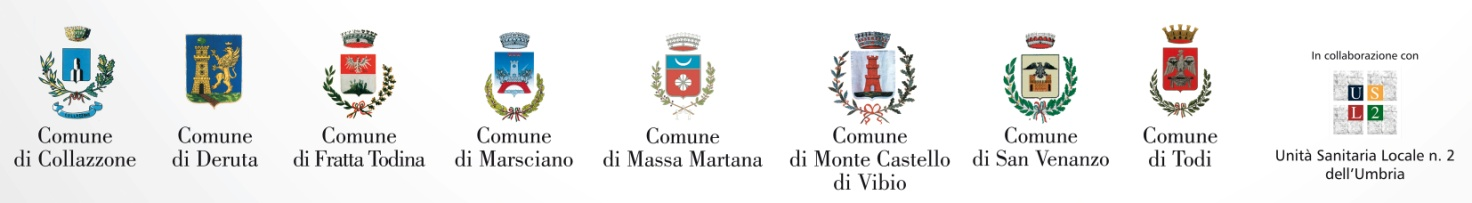 Comune
di Collazzone
Comune
di Deruta
Comune
di Fratta Todina
Comune
di Marsciano
Comune
di Massa Martana
Comune
di Monte Castello
di Vibio
Comune
di San Venanzo
Comune
di Todi
In collaborazione con
U S
L 2
Unità Sanitaria Locale n. 2
dell'Umbria